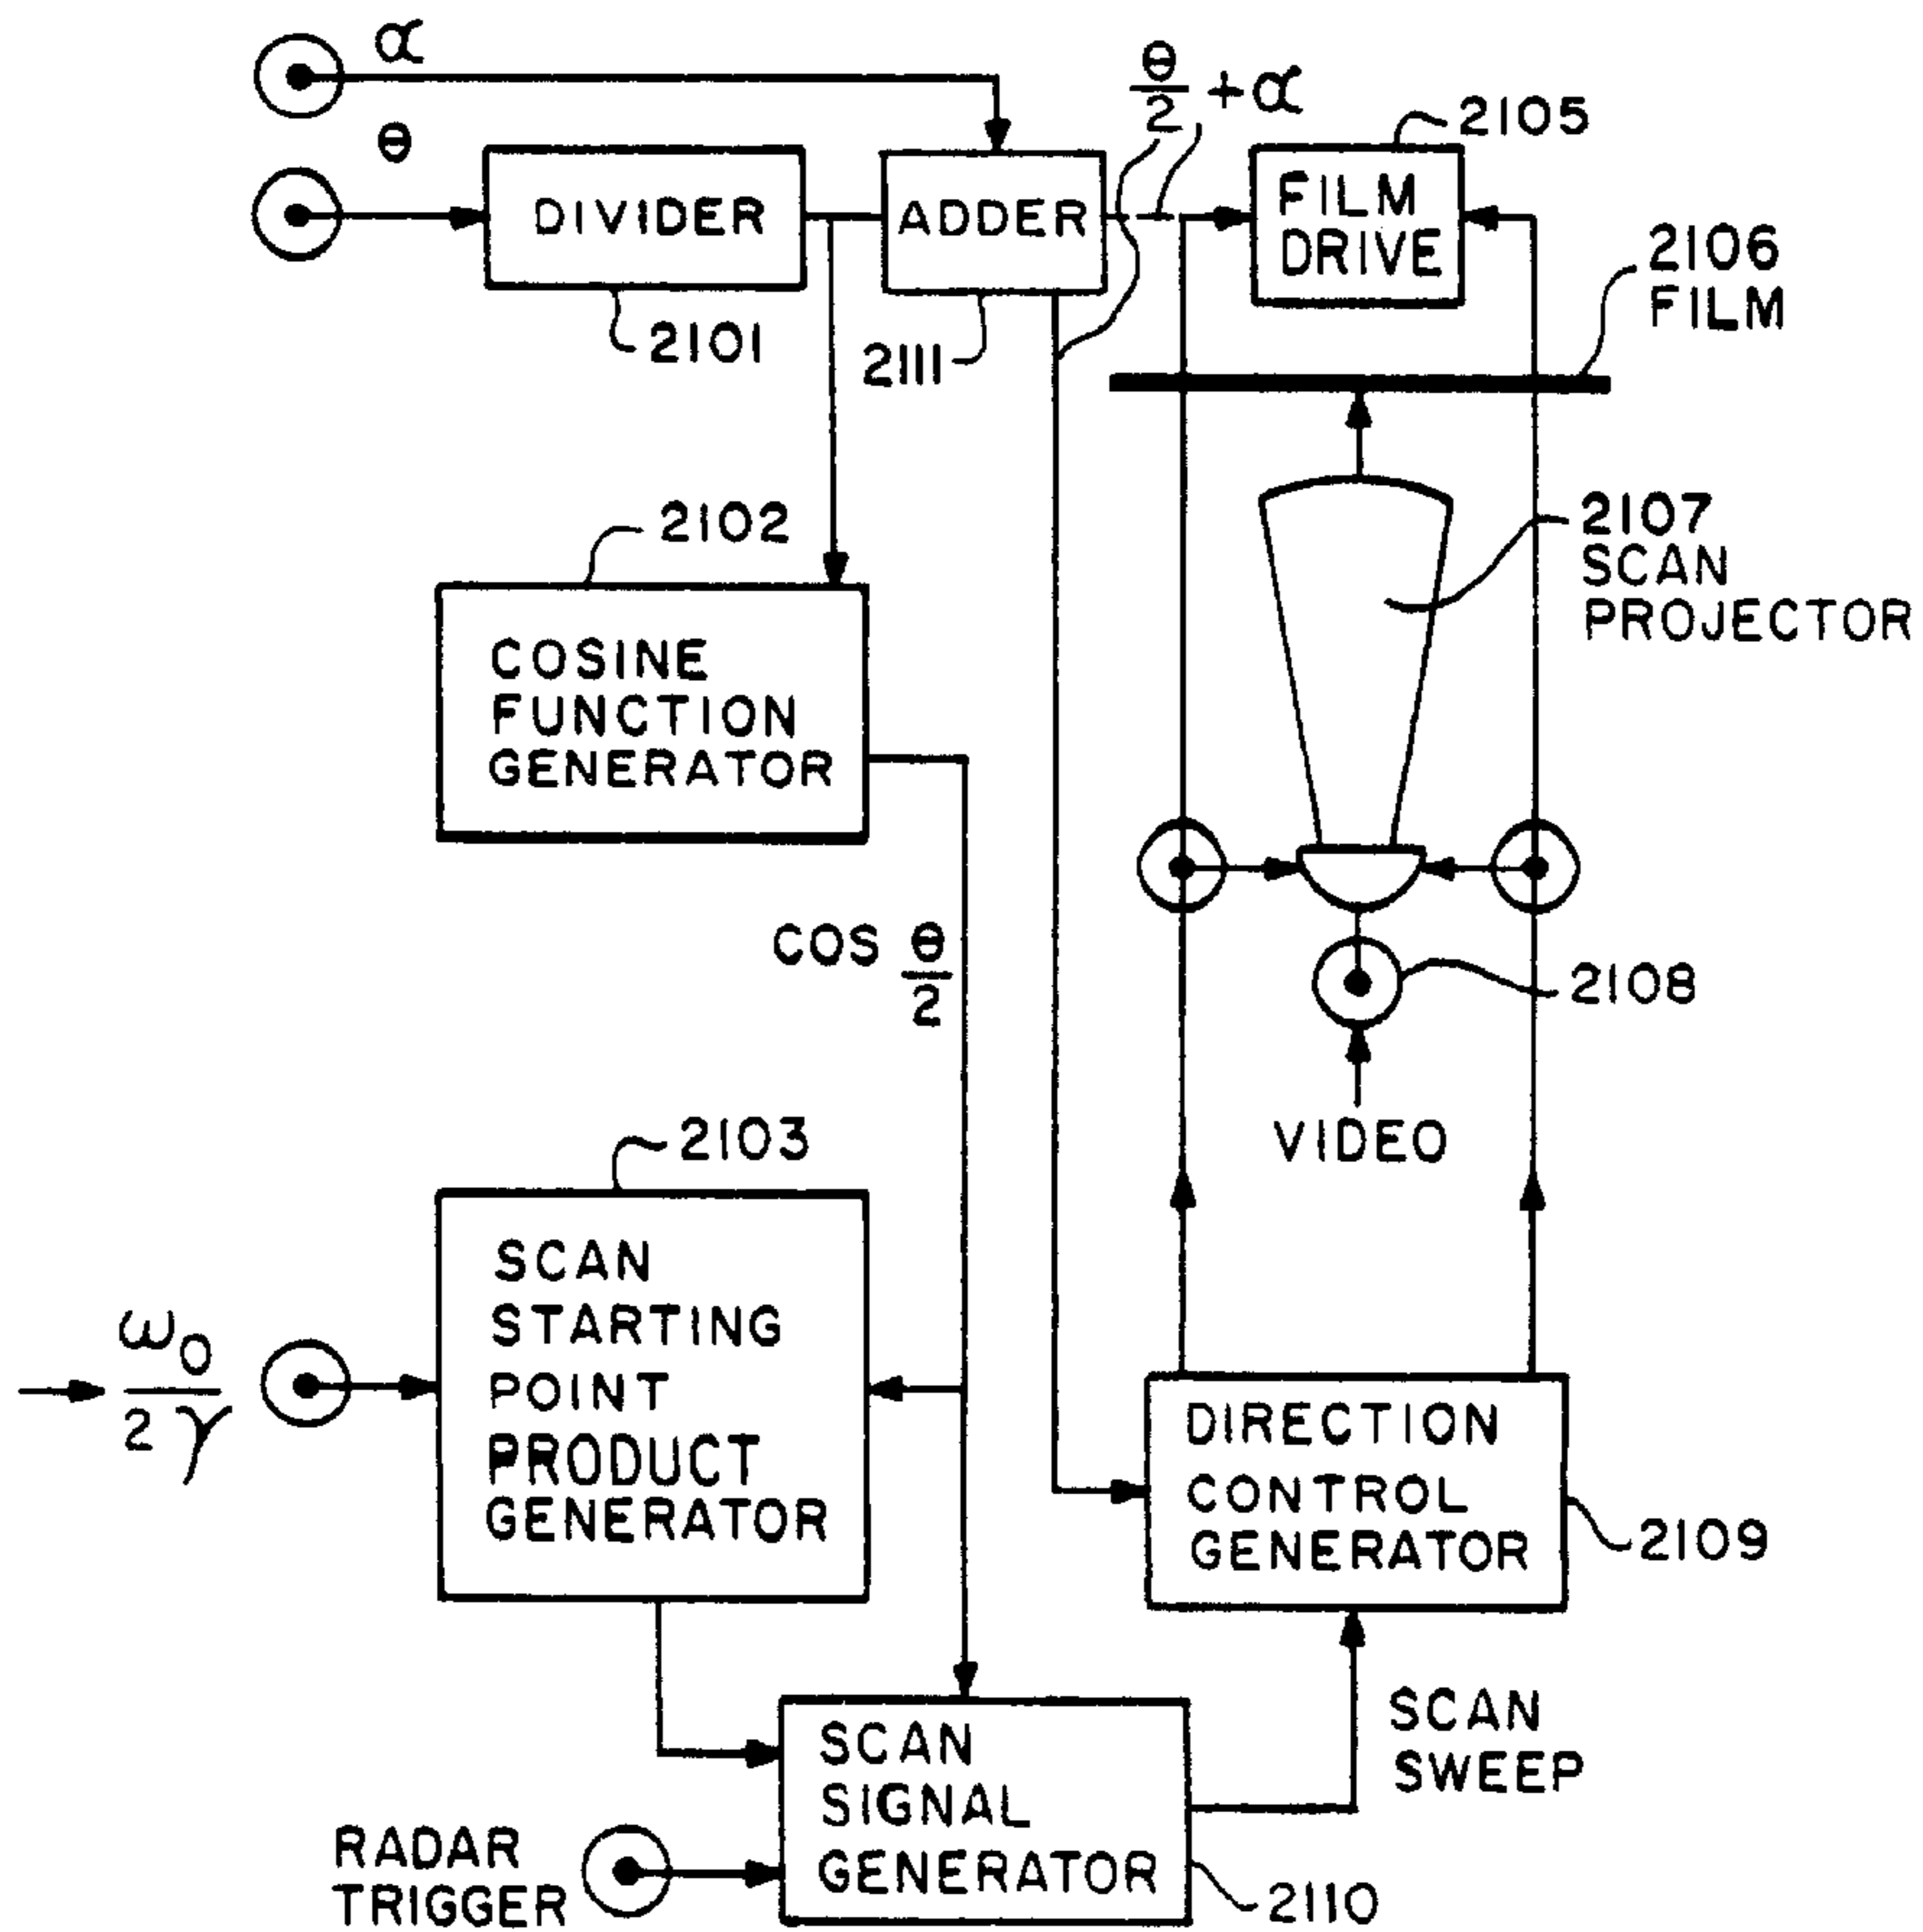 α
θ/2 + α
θ
2105
DIVIDER
ADDER
FILM
DRIVE
2106
FILM
2101
2111
2102
2107
SCAN
PROJECTOR
COSINE
FUNCTION
GENERATOR
COS θ/2
2108
VIDEO
2103
SCAN
STARTING
POINT
PRODUCT
GENERATOR
ω₀/2γ
DIRECTION
CONTROL
GENERATOR
2109
SCAN
SWEEP
SCAN
SIGNAL
GENERATOR
RADAR
TRIGGER
2110